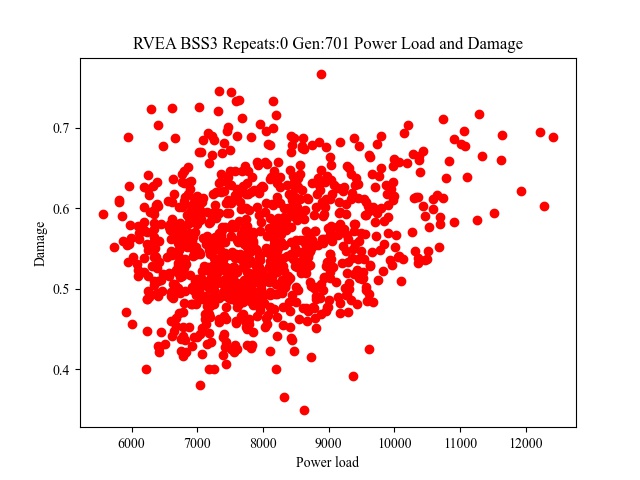 RVEA BSS3 Repeats:0 Gen:701 Power Load and Damage
0.7
0.6
0.5
0.4
Damage
6000 7000 8000 9000 10000 11000 12000
Power load